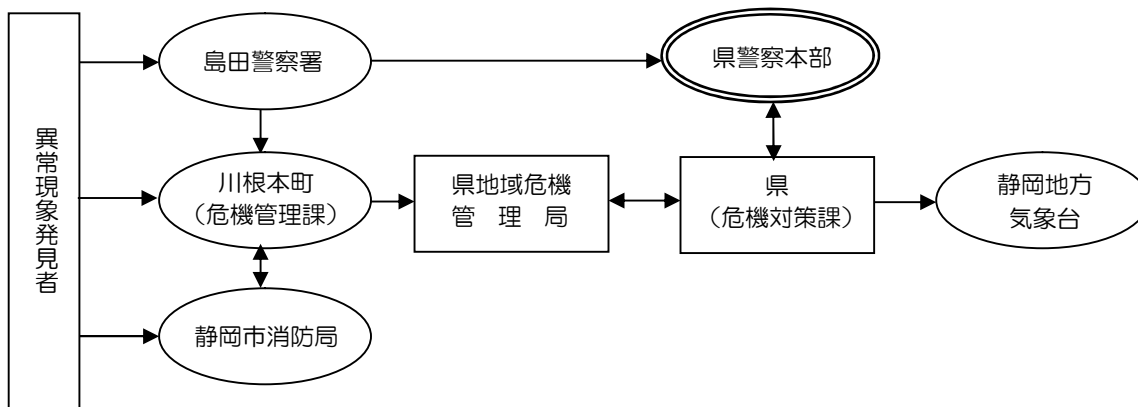 異常現象発見者
島田警察署
県警察本部
川根本町
（危機管理課）
県地域危機
管理局
県
（危機対策課）
静岡地方
気象台
静岡市消防局